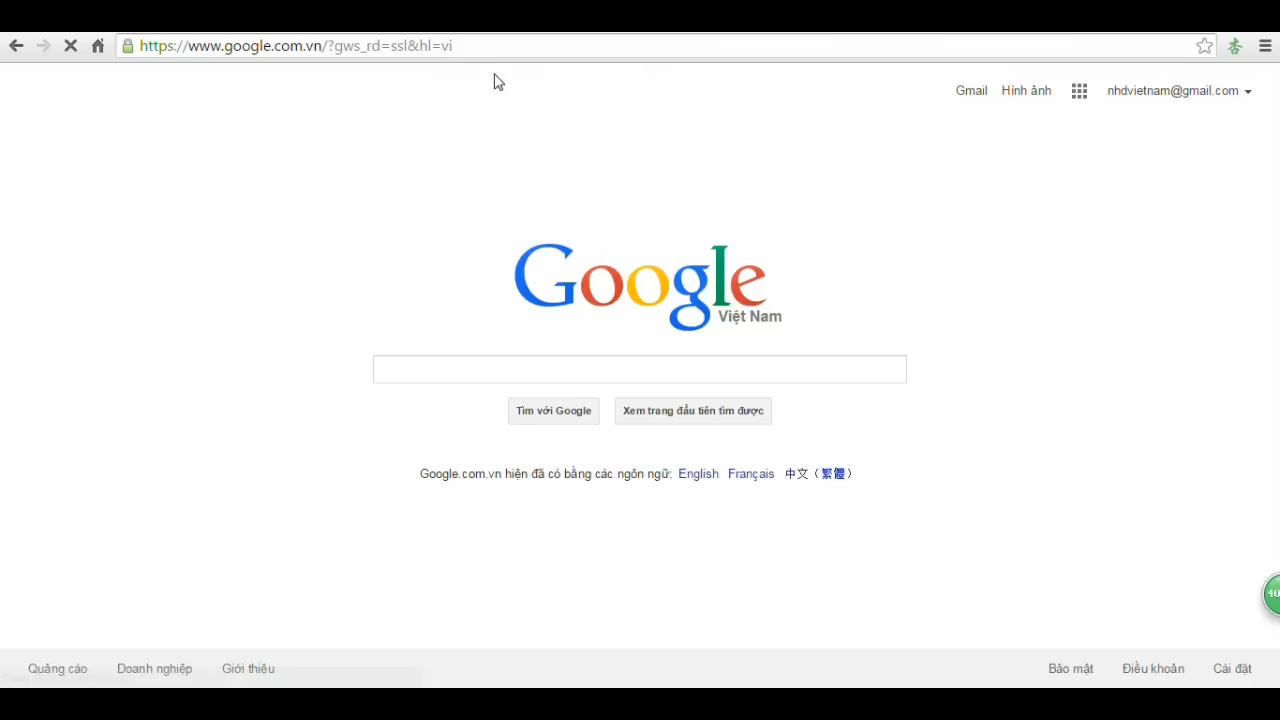 https://www.google.com.vn/?gws_rd=ssl&hl=vi
Gmail Hình ảnh nhdvietnam@gmail.com
Google
Việt Nam
Tìm với Google Xem trang đầu tiên tìm được
Google.com.vn hiện đã có bằng các ngôn ngữ: English Français 中文（繁體）
40
Quảng cáo Doanh nghiệp Giới thiệu Bảo mật Điều khoản Cài đặt